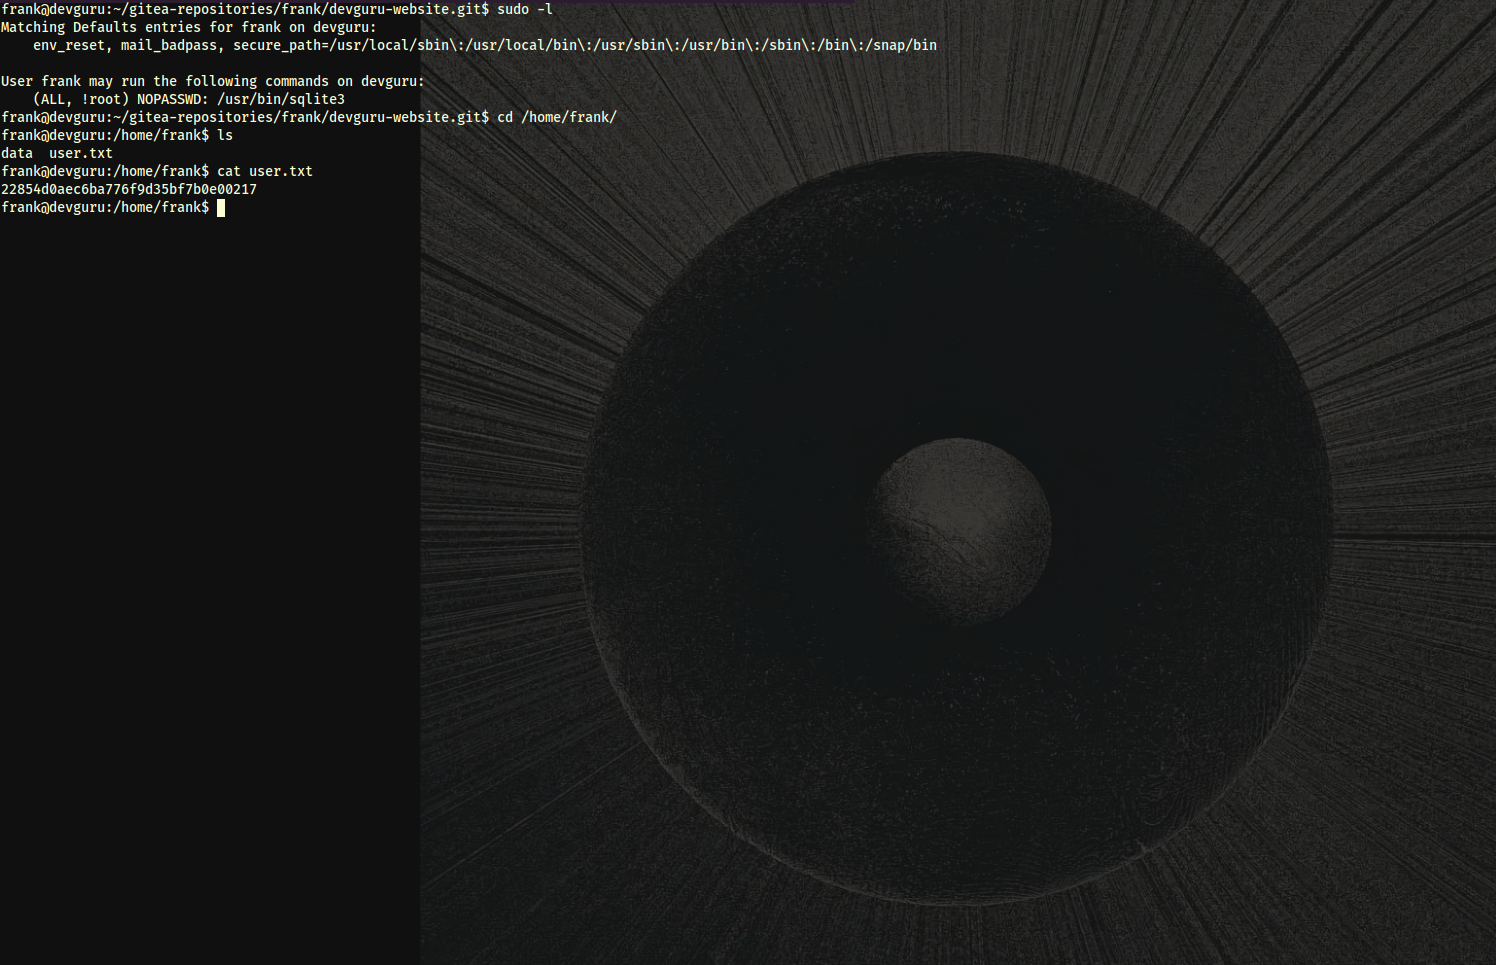 frank@devguru:~/gitea-repositories/frank/devguru-website.git$ sudo -l
Matching Defaults entries for frank on devguru:
    env_reset, mail_badpass, secure_path=/usr/local/sbin\:/usr/local/bin\:/usr/sbin\:/usr/bin\:/sbin\:/bin\:/snap/bin

User frank may run the following commands on devguru:
    (ALL, !root) NOPASSWD: /usr/bin/sqlite3
frank@devguru:~/gitea-repositories/frank/devguru-website.git$ cd /home/frank/
frank@devguru:/home/frank$ ls
data  user.txt
frank@devguru:/home/frank$ cat user.txt
22854d0aec6ba776f9d35bf7b0e00217
frank@devguru:/home/frank$